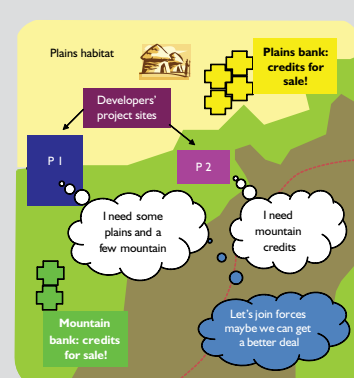 Plains habitat
Plains bank:
credits for
sale!
Developers'
project sites
P 1
P 2
I need some
plains and a
few mountain
I need
mountain
credits
Let's join forces
maybe we can get
a better deal
Mountain
bank: credits
for sale!